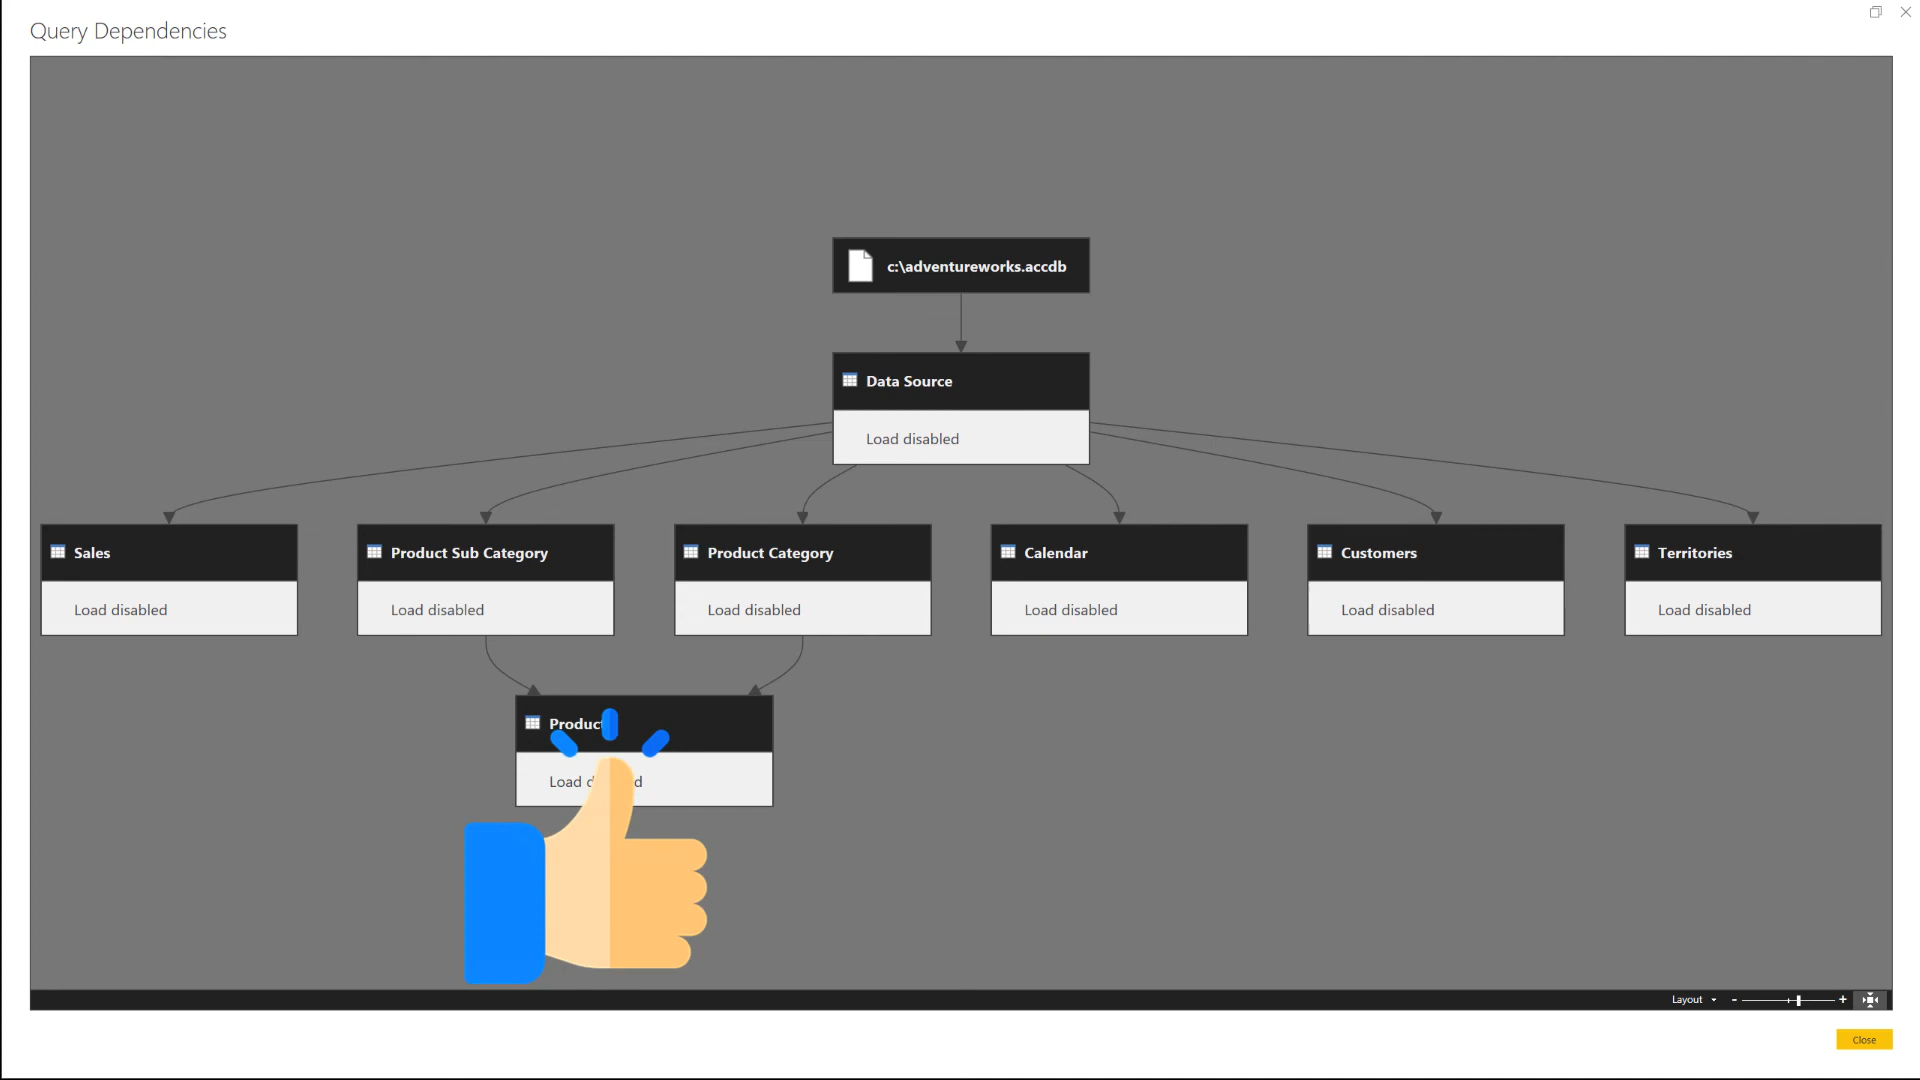 Query Dependencies
c:\adventureworks.accdb
Data Source
Load disabled
Sales
Load disabled
Product Sub Category
Load disabled
Product Category
Load disabled
Calendar
Load disabled
Customers
Load disabled
Territories
Load disabled
Product
Load d
Layout
Close